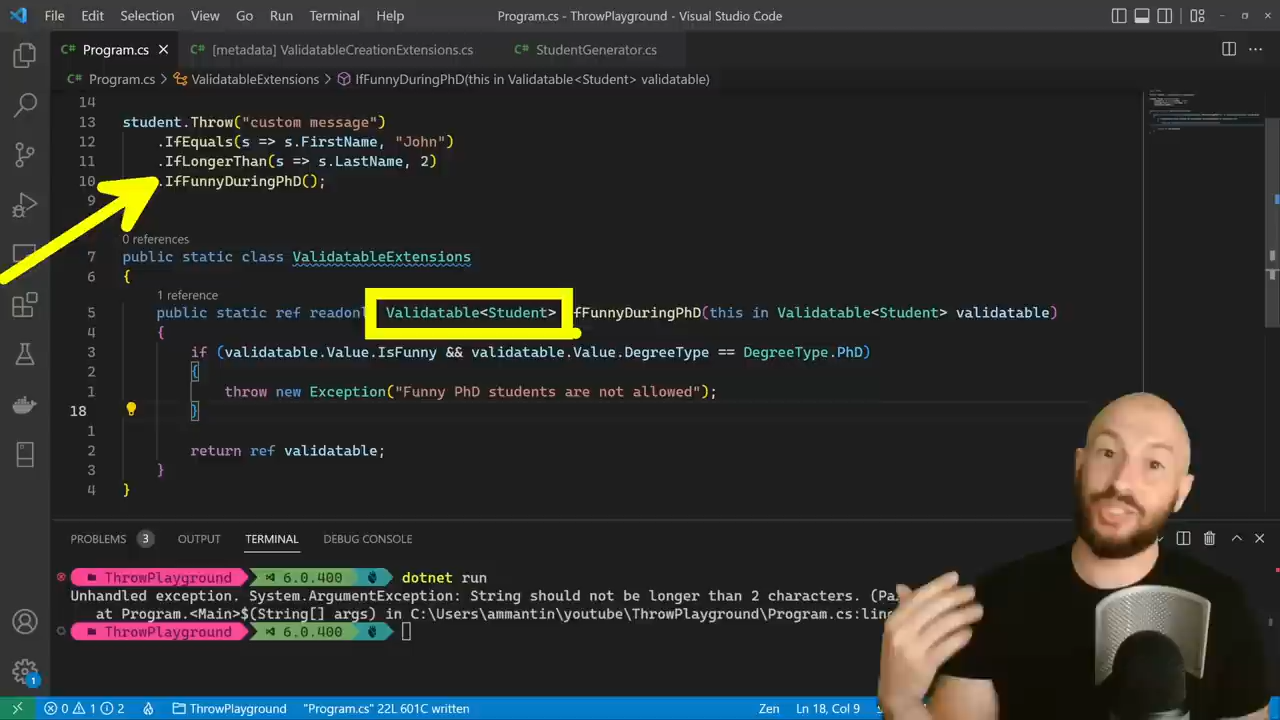 File Edit Selection View Go Run Terminal Help Program.cs - ThrowPlayground - Visual Studio Code
C# Program.cs C# [metadata] ValidatableCreationExtensions.cs C# StudentGenerator.cs
C# Program.cs > ValidatableExtensions > IfFunnyDuringPhD(this in Validatable<Student> validatable)
14
13 student.Throw("custom message")
12 .IfEquals(s => s.FirstName, "John")
11 .IfLongerThan(s => s.LastName, 2)
10 .IfFunnyDuringPhD();
9
0 references
7 public static class ValidatableExtensions
6 {
1 reference
5 public static ref readonl Validatable<Student> fFunnyDuringPhD(this in Validatable<Student> validatable)
4 {
3 if (validatable.Value.IsFunny && validatable.Value.DegreeType == DegreeType.PhD)
2 {
1 throw new Exception("Funny PhD students are not allowed");
18 }
1
2 return ref validatable;
3 }
4 }
PROBLEMS 3 OUTPUT TERMINAL DEBUG CONSOLE
ThrowPlayground 6.0.400 dotnet run
Unhandled exception. System.ArgumentException: String should not be longer than 2 characters. (Pa
at Program.<Main>$(String[] args) in C:\Users\ammantin\youtube\ThrowPlayground\Program.cs:lin
ThrowPlayground 6.0.400
1
0 1 2 ThrowPlayground "Program.cs" 22L 601C written Zen Ln 18, Col 9